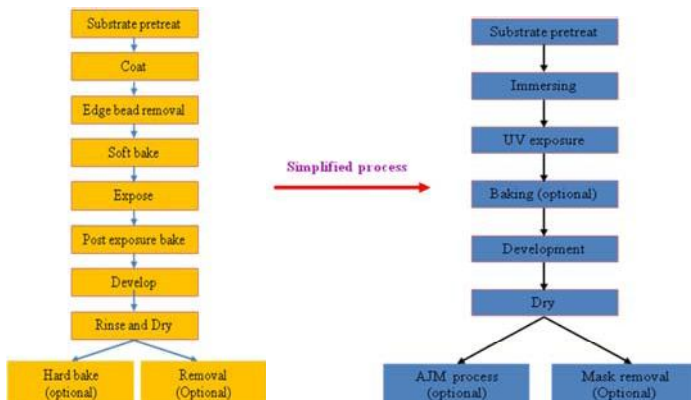 Substrate pretreat
Coat
Edge bead removal
Soft bake
Expose
Post exposure bake
Develop
Rinse and Dry
Hard bake
(optional)
Removal
(Optional)
Simplified process
Substrate pretreat
Immersing
UV exposure
Baking (optional)
Development
Dry
AJM process
(optional)
Mask removal
(Optional)